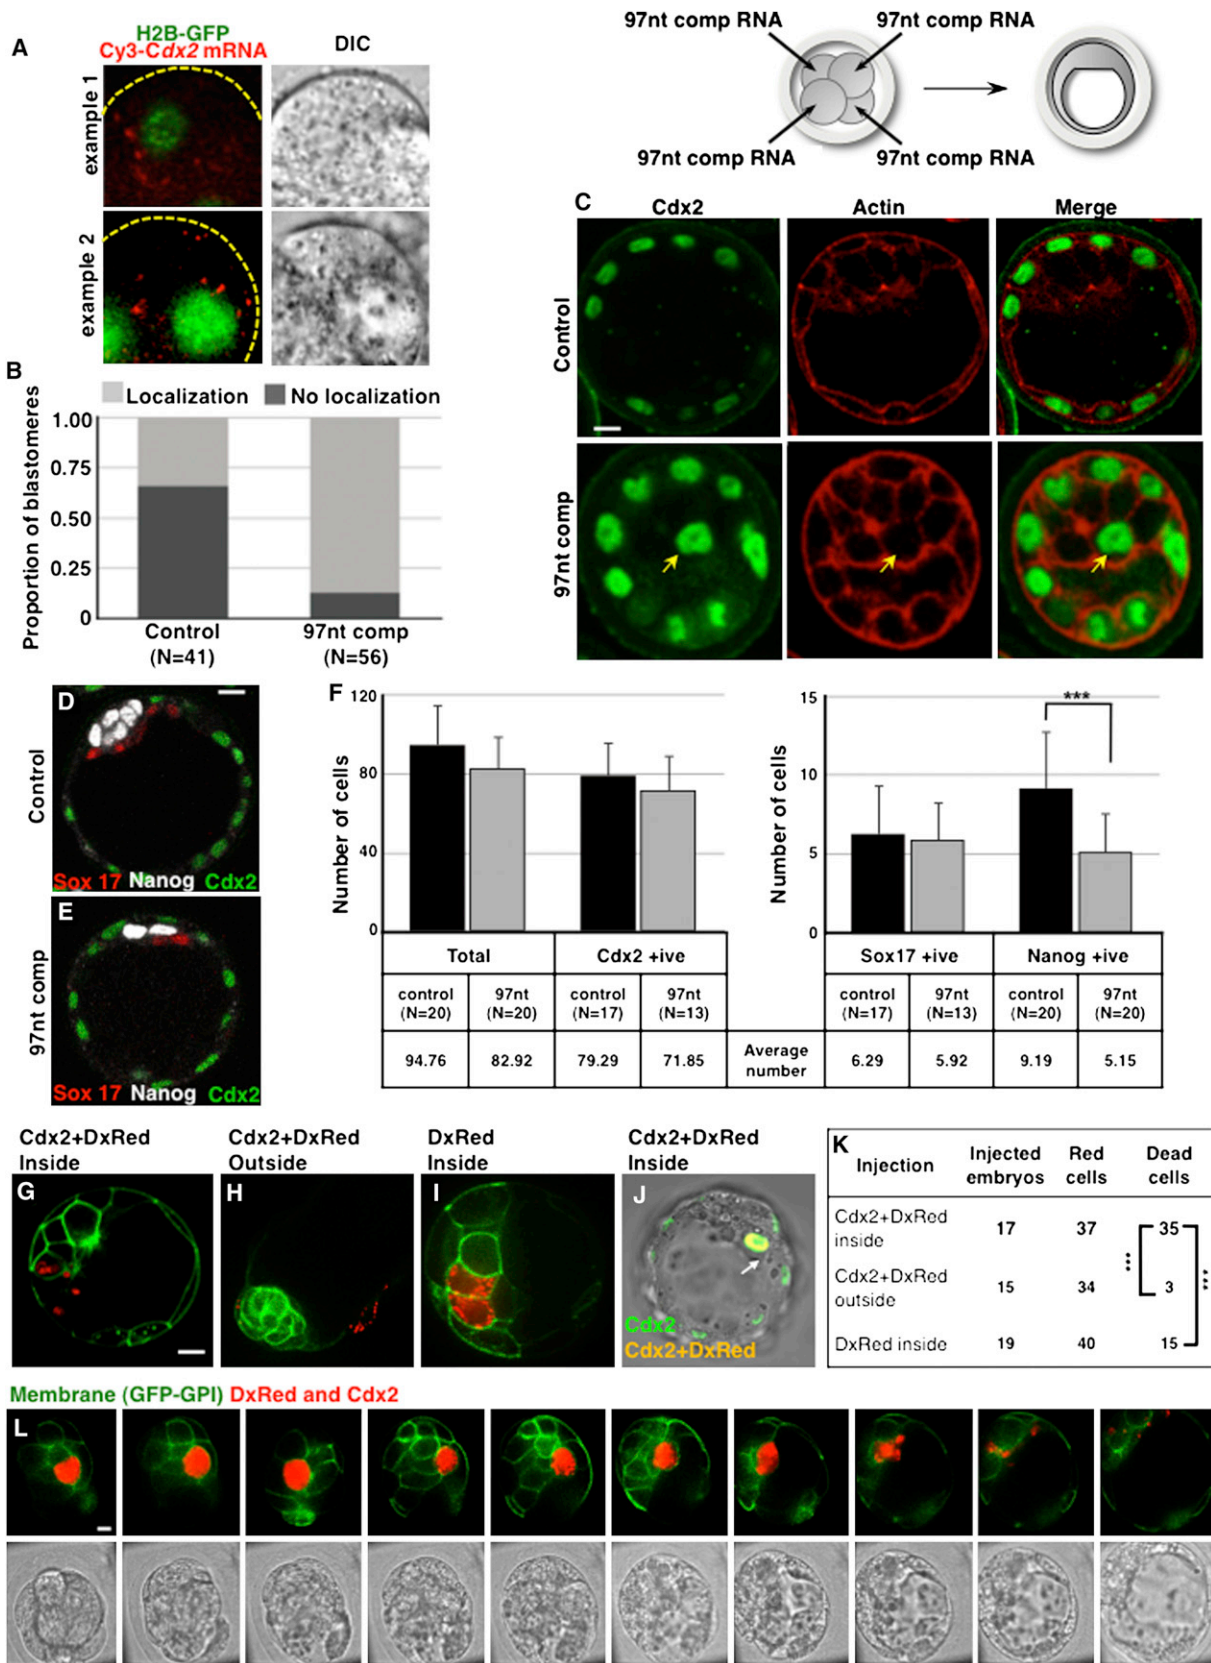 A
H2B-GFP
Cy3-Cdx2 mRNA
DIC
example 1
example 2
97nt comp RNA
97nt comp RNA
97nt comp RNA
97nt comp RNA
B
Localization
No localization
Proportion of blastomeres
1.00
0.75
0.50
0.25
0
Control
(N=41)
97nt comp
(N=56)
C
Cdx2
Actin
Merge
Control
97nt comp
D
Control
Sox 17 Nanog Cdx2
E
97nt comp
Sox 17 Nanog Cdx2
F
Number of cells
120
80
40
0
Number of cells
15
10
5
0
***
Total
Cdx2 +ive
Sox17 +ive
Nanog +ive
control
(N=20)
97nt
(N=20)
control
(N=17)
97nt
(N=13)
control
(N=17)
97nt
(N=13)
control
(N=20)
97nt
(N=20)
94.76
82.92
79.29
71.85
Average
number
6.29
5.92
9.19
5.15
Cdx2+DxRed
Inside
G
Cdx2+DxRed
Outside
H
DxRed
Inside
I
Cdx2+DxRed
Inside
J
Cdx2
Cdx2+DxRed
K
Injection
Injected
embryos
Red
cells
Dead
cells
Cdx2+DxRed
inside
17
37
35
Cdx2+DxRed
outside
15
34
3
DxRed inside
19
40
15
***
***
Membrane (GFP-GPI) DxRed and Cdx2
L